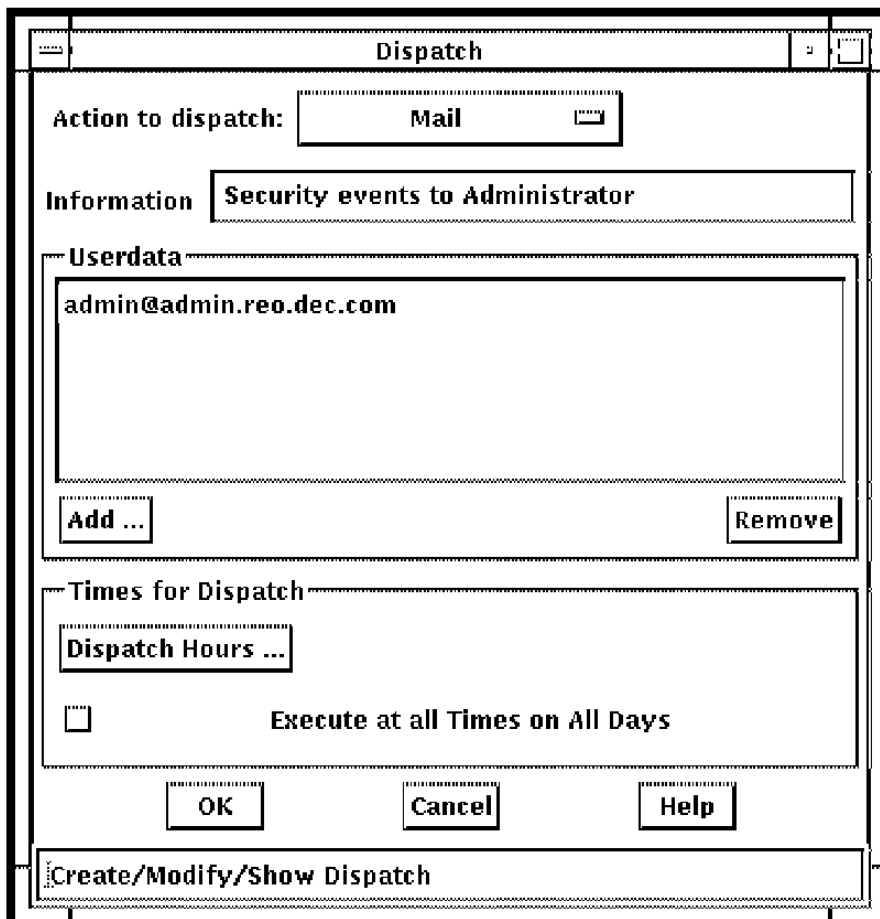 Dispatch
Action to dispatch: Mail
Information Security events to Administrator
Userdata
admin@admin.reo.dec.com
Add ... Remove
Times for Dispatch
Dispatch Hours ...
Execute at all Times on All Days
OK Cancel Help
Create/Modify/Show Dispatch